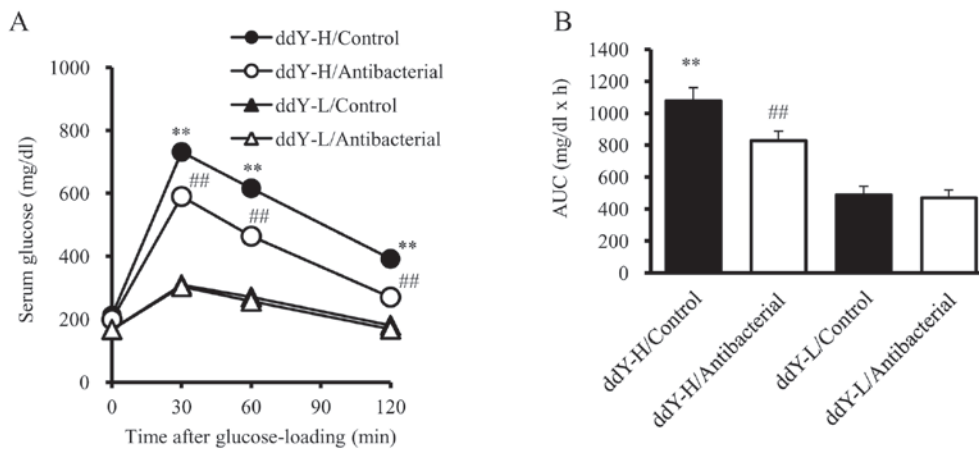 A
ddY-H/Control
ddY-H/Antibacterial
ddY-L/Control
ddY-L/Antibacterial
1000
800
600
400
200
0
Serum glucose (mg/dl)
**
##
**
##
**
##
0
30
60
90
120
Time after glucose-loading (min)
B
1400
1200
1000
800
600
400
200
0
AUC (mg/dl x h)
**
##
ddY-H/Control
ddY-H/Antibacterial
ddY-L/Control
ddY-L/Antibacterial